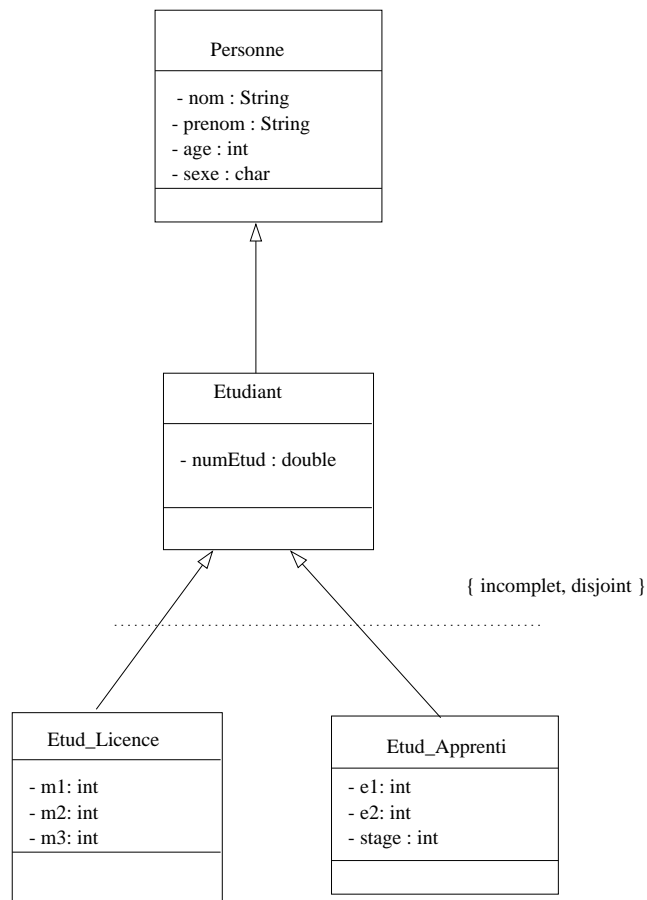 Personne
- nom : String
- prenom : String
- age : int
- sexe : char
Etudiant
- numEtud : double
{ incomplet, disjoint }
Etud_Licence
- m1: int
- m2: int
- m3: int
Etud_Apprenti
- e1: int
- e2: int
- stage : int